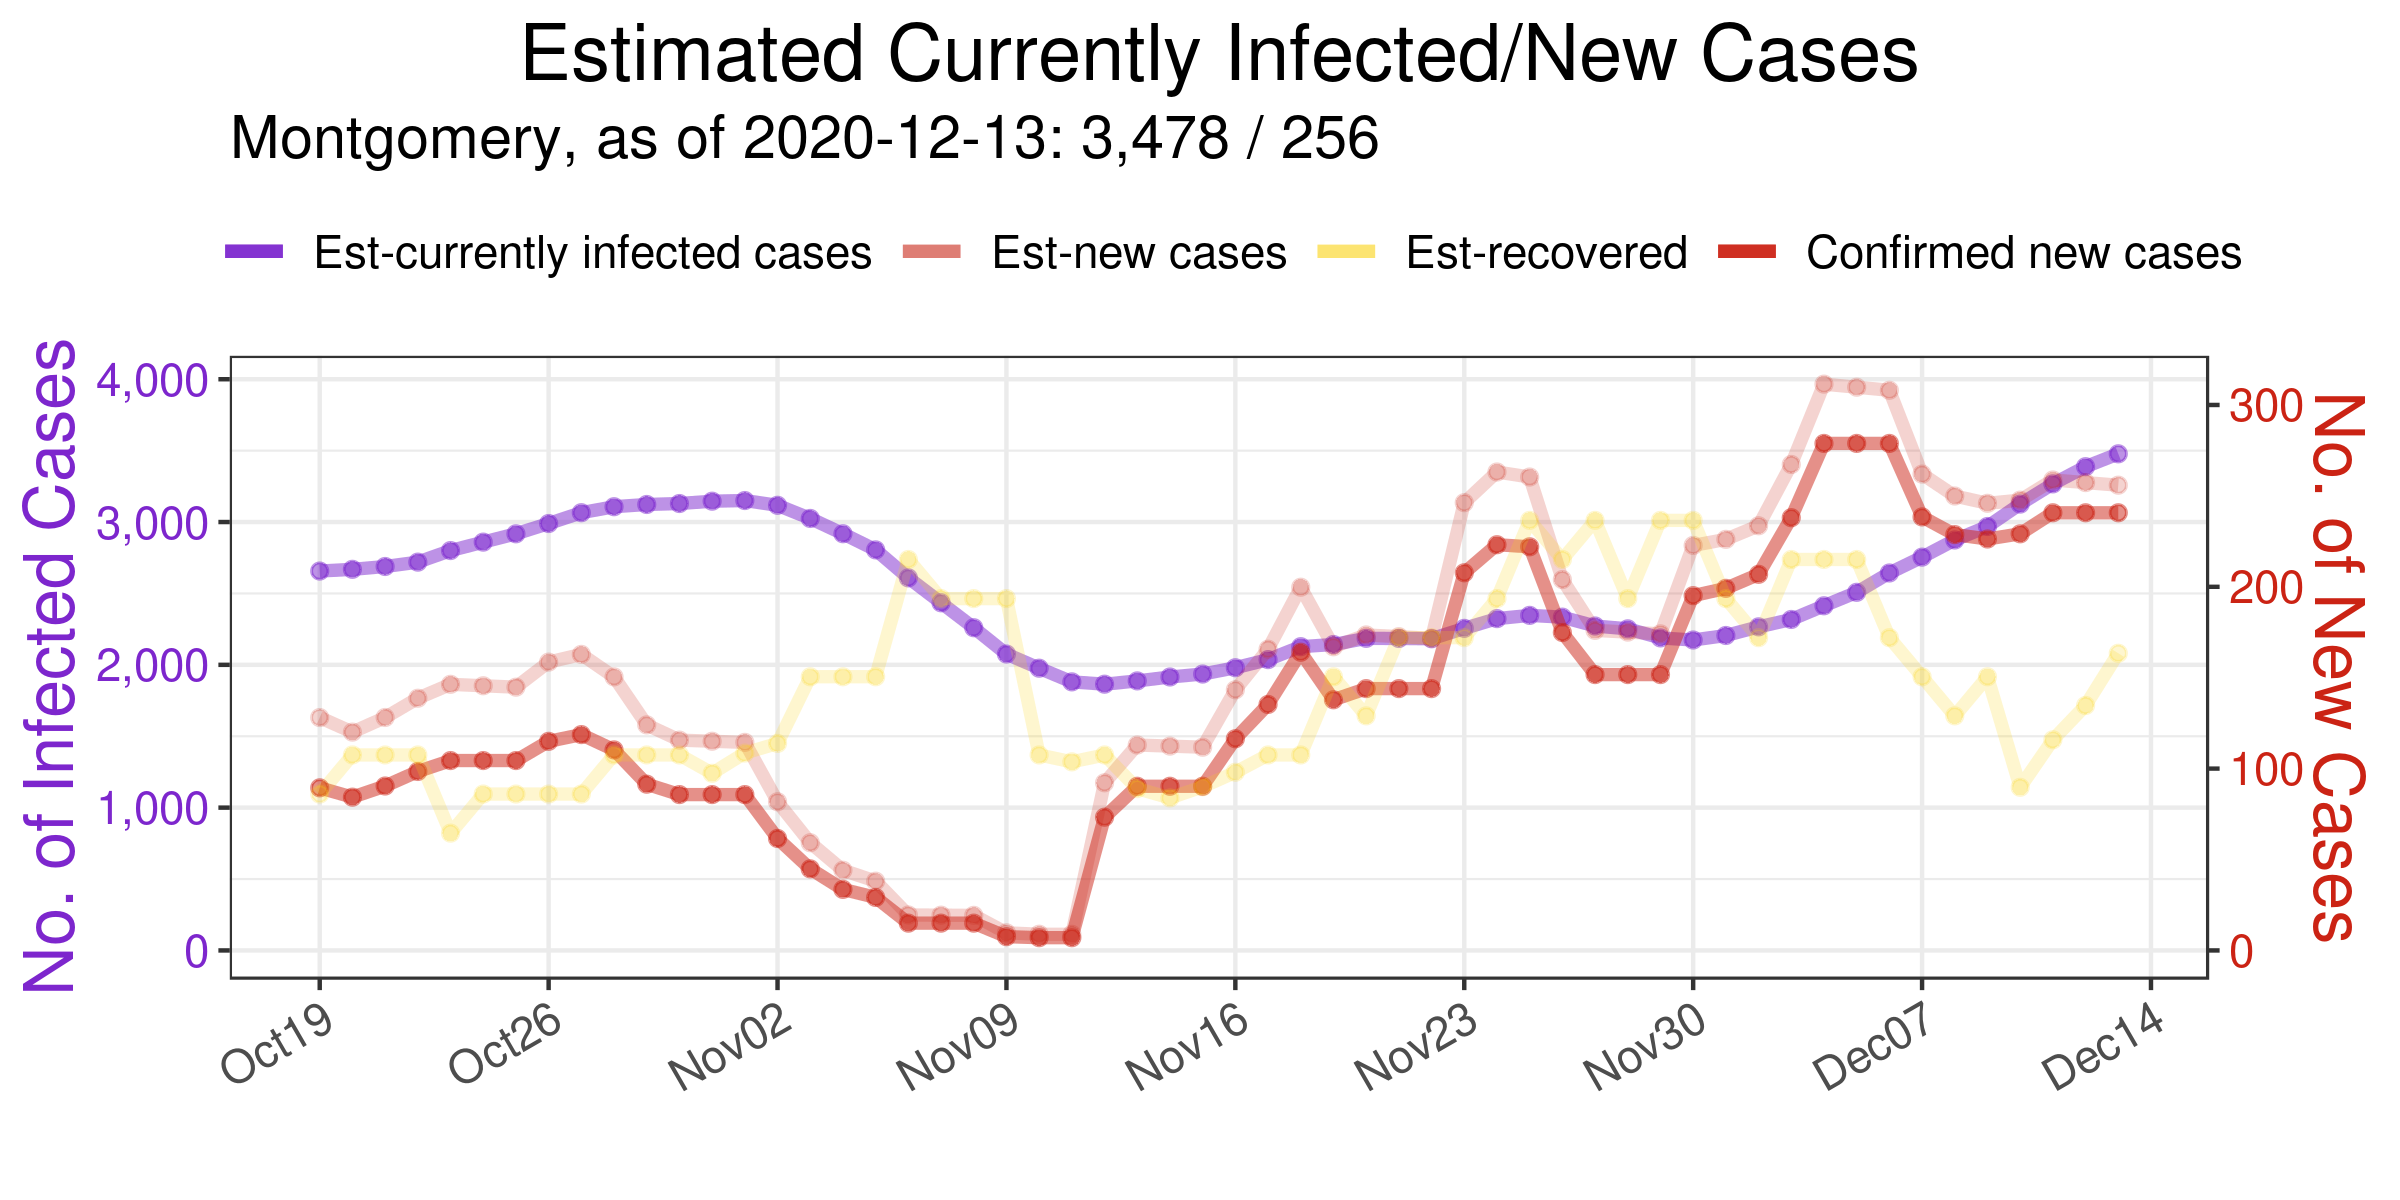 Estimated Currently Infected/New Cases
Montgomery, as of 2020-12-13: 3,478 / 256
Est-currently infected cases Est-new cases Est-recovered Confirmed new cases
No. of Infected Cases
4,000
3,000
2,000
1,000
0
300
200
100
0
No. of New Cases
Oct19 Oct26 Nov02 Nov09 Nov16 Nov23 Nov30 Dec07 Dec14